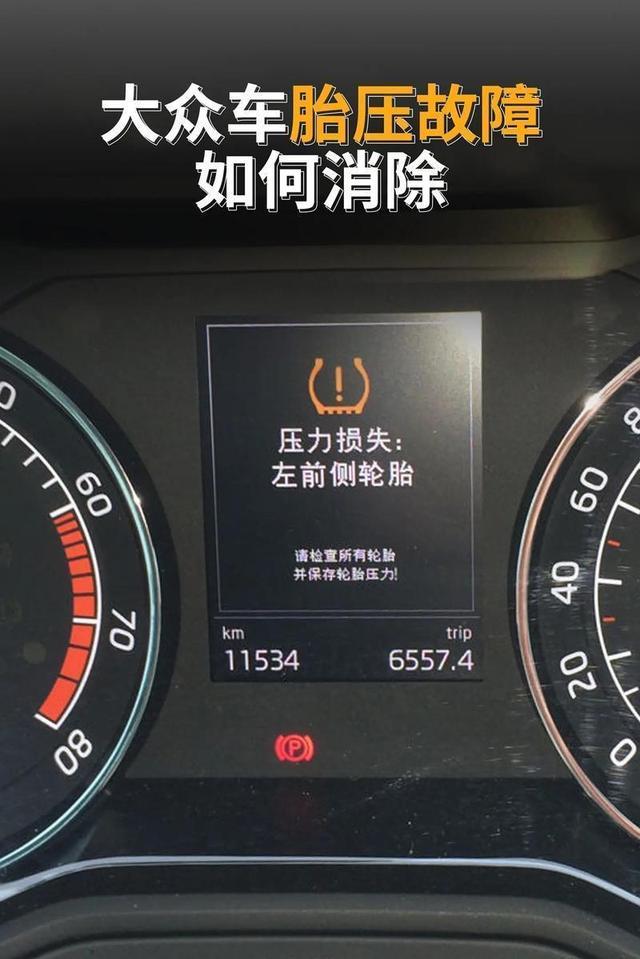 大众车胎压故障
如何消除
压力损失：
左前侧轮胎
请检查所有轮胎
并保存轮胎压力!
km
trip
11534
6557.4
60
70
80
P
80
60
40
20
0